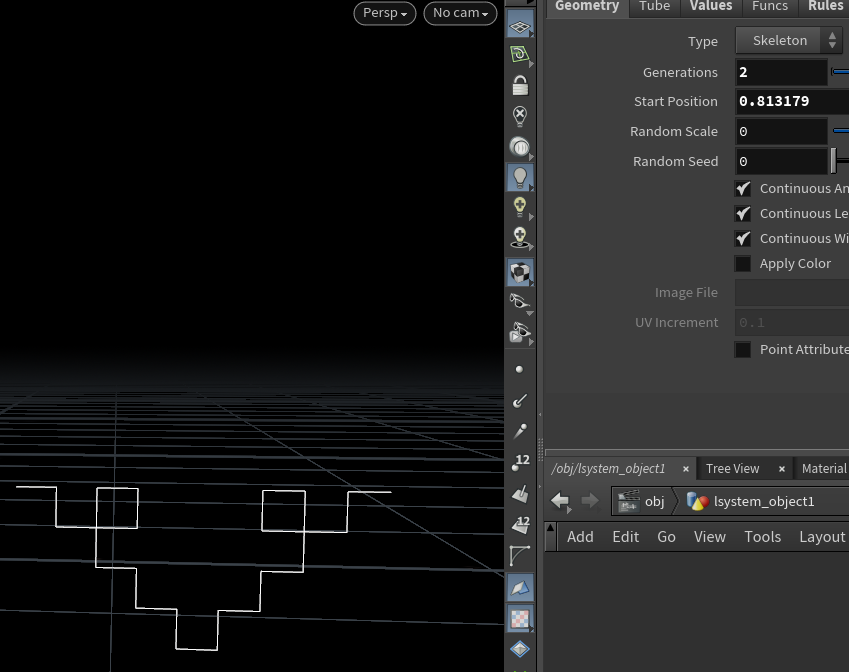 Persp
No cam
Geometry Tube Values Funcs Rules
Type Skeleton
Generations 2
Start Position 0.813179
Random Scale 0
Random Seed 0
Continuous An
Continuous Le
Continuous Wi
Apply Color
Image File
UV Increment 0.1
Point Attribute
12
12
/obj/lsystem_object1 × Tree View × Material
obj lsystem_object1
Add Edit Go View Tools Layout